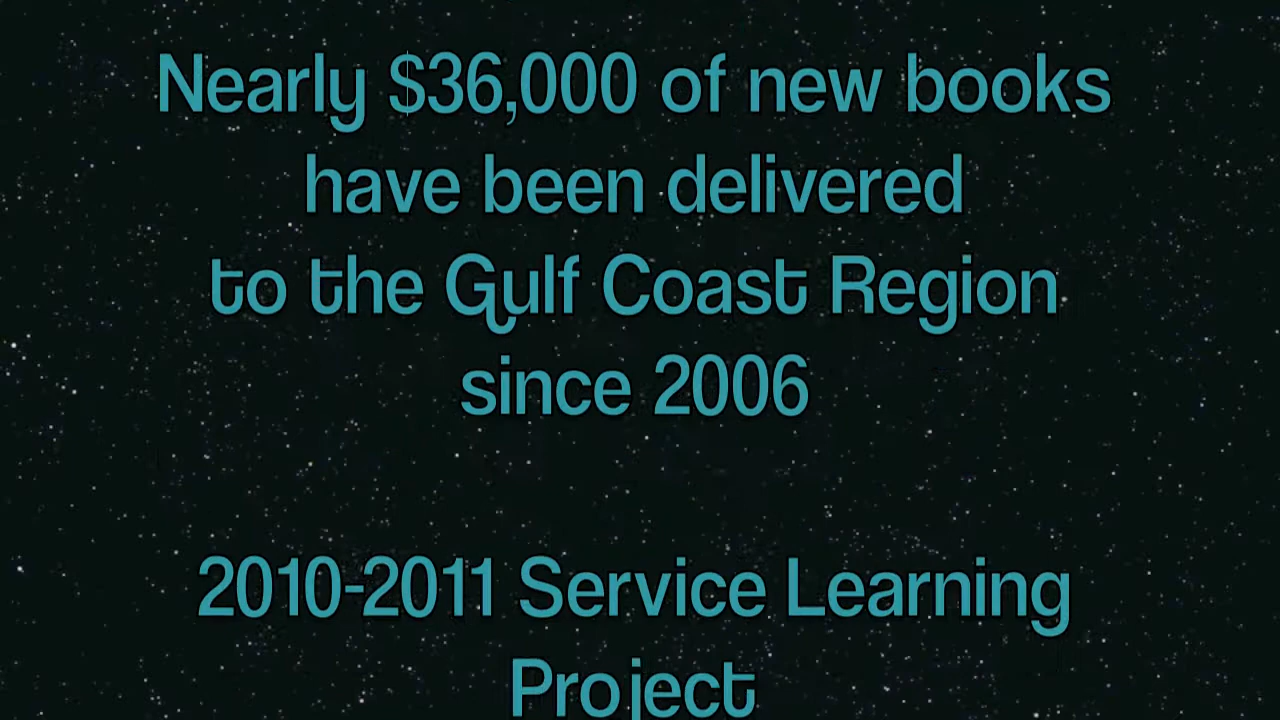 Nearly $36,000 of new books
have been delivered
to the Gulf Coast Region
since 2006
2010-2011 Service Learning
Project